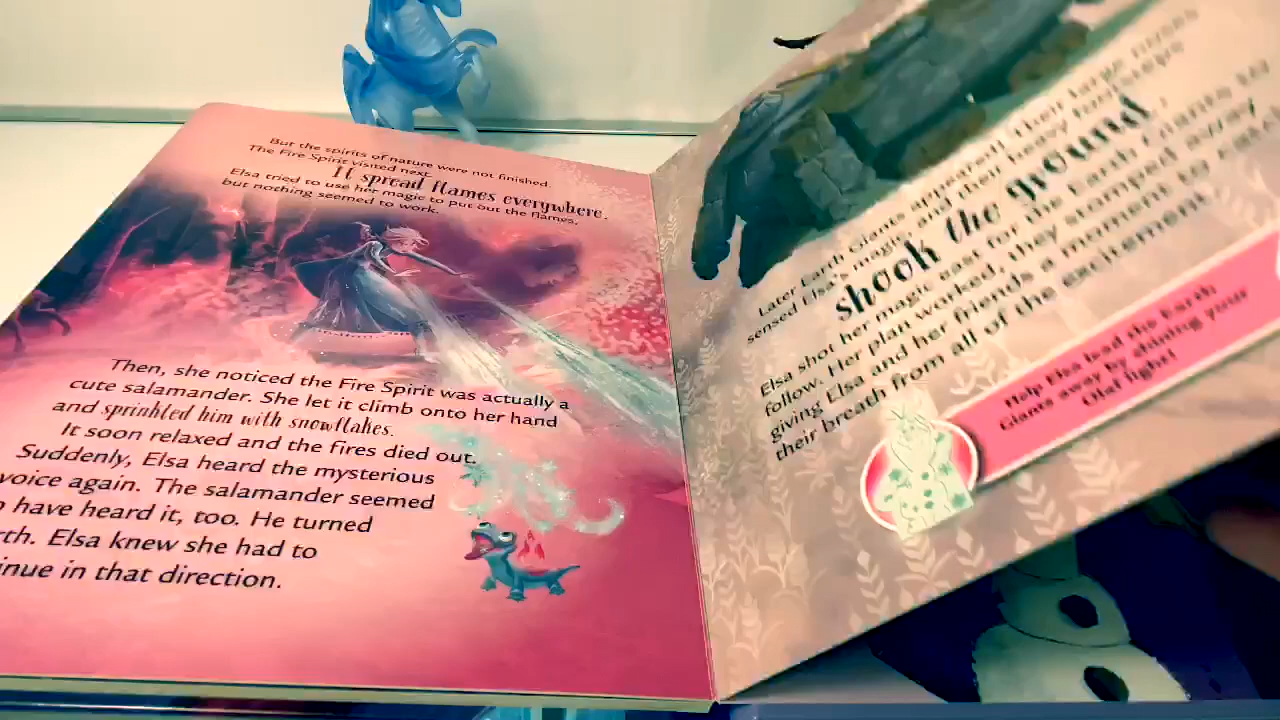 But the spirits of nature were not finished.
The Fire Spirit visited next.
It spread flames everywhere.
Elsa tried to use her magic to put out the flames,
but nothing seemed to work.
Then, she noticed the Fire Spirit was actually a
cute salamander. She let it climb onto her hand
and sprinkled him with snowflakes.
It soon relaxed and the fires died out.
Suddenly, Elsa heard the mysterious
voice again. The salamander seemed
have heard it, too. He turned
Elsa knew she had to
in that direction.
Later Earth Giants appeared, their large noses
sensed Elsa's magic and their heavy footsteps
shook the ground.
Elsa shot her magic east for the Earth Giants to
follow. Her plan worked, they stomped away
giving Elsa and her friends a moment to
their breath from all of the excitement.
Help Elsa lead the Earth
Giants away by shining your
Olaf light!